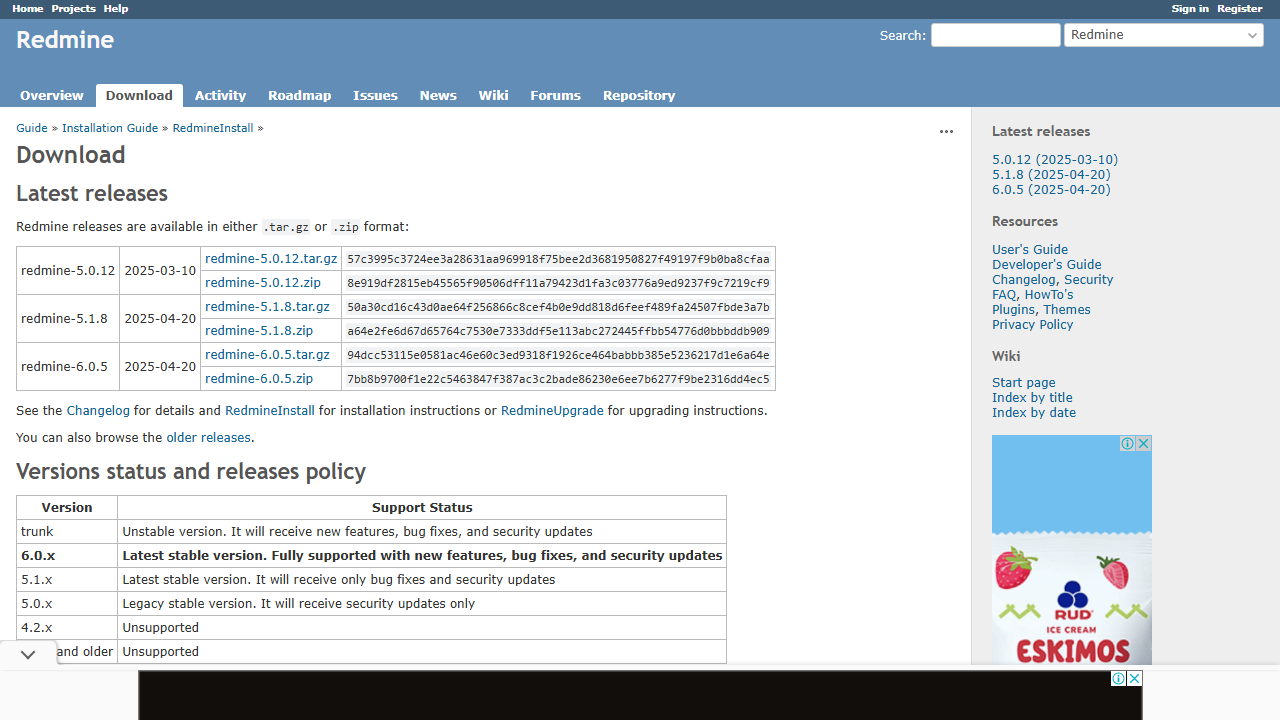 Home Projects Help Sign in Register
Redmine Search: Redmine
Overview Download Activity Roadmap Issues News Wiki Forums Repository
Guide » Installation Guide » RedmineInstall »
Download
Latest releases
Redmine releases are available in either .tar.gz or .zip format:
redmine-5.0.12 2025-03-10 redmine-5.0.12.tar.gz 57c3995c3724ee3a28631aa969918f75bee2d3681950827f49197f9b0ba8cfaa
redmine-5.0.12.zip 8e919df2815eb45565f90506dff11a79423d1fa3c03776a9ed9237f9c7219cf9
redmine-5.1.8 2025-04-20 redmine-5.1.8.tar.gz 50a30cd16c43d0ae64f256866c8cef4b0e9dd818d6feef489fa24507fbde3a7b
redmine-5.1.8.zip a64e2fe6d67d65764c7530e7333ddf5e113abc272445ffbb54776d0bbbddb909
redmine-6.0.5 2025-04-20 redmine-6.0.5.tar.gz 94dcc53115e0581ac46e60c3ed9318f1926ce464babbb385e5236217d1e6a64e
redmine-6.0.5.zip 7bb8b9700f1e22c5463847f387ac3c2bade86230e6ee7b6277f9be2316dd4ec5
See the Changelog for details and RedmineInstall for installation instructions or RedmineUpgrade for upgrading instructions.
You can also browse the older releases.
Versions status and releases policy
Version Support Status
trunk Unstable version. It will receive new features, bug fixes, and security updates
6.0.x Latest stable version. Fully supported with new features, bug fixes, and security updates
5.1.x Latest stable version. It will receive only bug fixes and security updates
5.0.x Legacy stable version. It will receive security updates only
4.2.x Unsupported
and older Unsupported
Latest releases
5.0.12 (2025-03-10)
5.1.8 (2025-04-20)
6.0.5 (2025-04-20)
Resources
User's Guide
Developer's Guide
Changelog, Security
FAQ, HowTo's
Plugins, Themes
Privacy Policy
Wiki
Start page
Index by title
Index by date
RUD
ICE CREAM
ESKIMOS